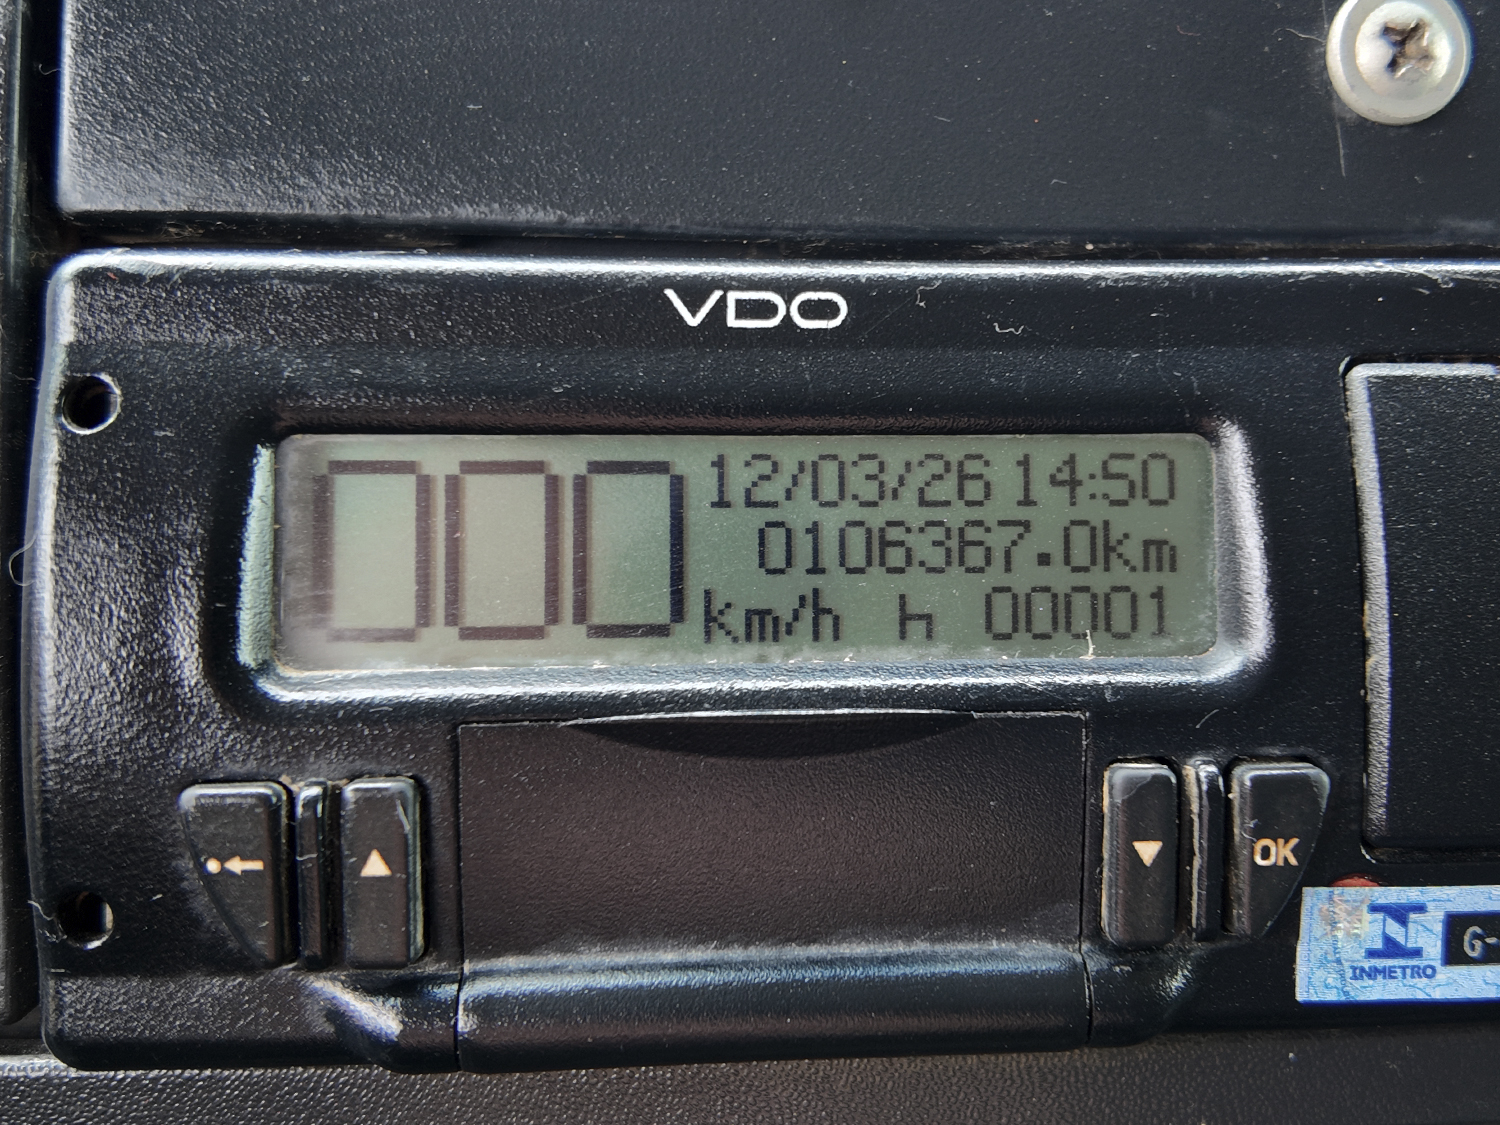 VDO
000
12/03/26 14:50
0106367.0km
km/h h 00001
OK
INMETRO
G-